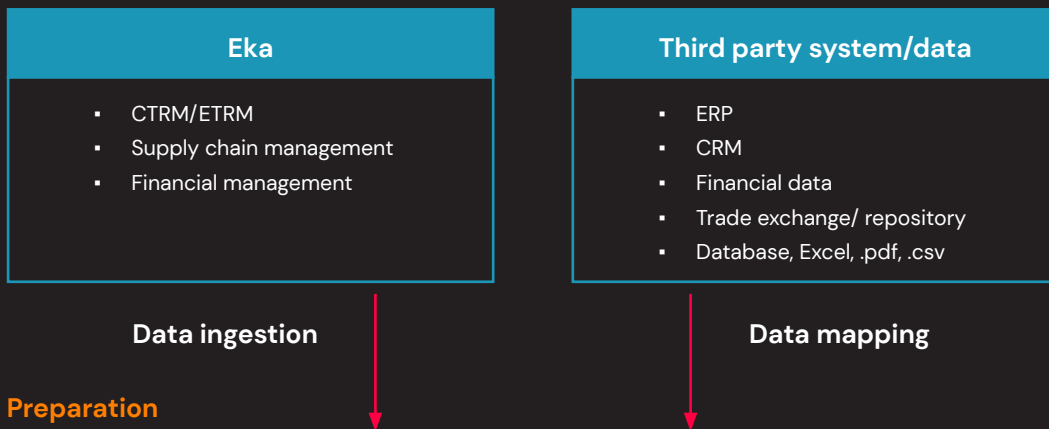 Eka
▪ CTRM/ETRM
▪ Supply chain management
▪ Financial management
Third party system/data
▪ ERP
▪ CRM
▪ Financial data
▪ Trade exchange/ repository
▪ Database, Excel, .pdf, .csv
Data ingestion
Data mapping
Preparation